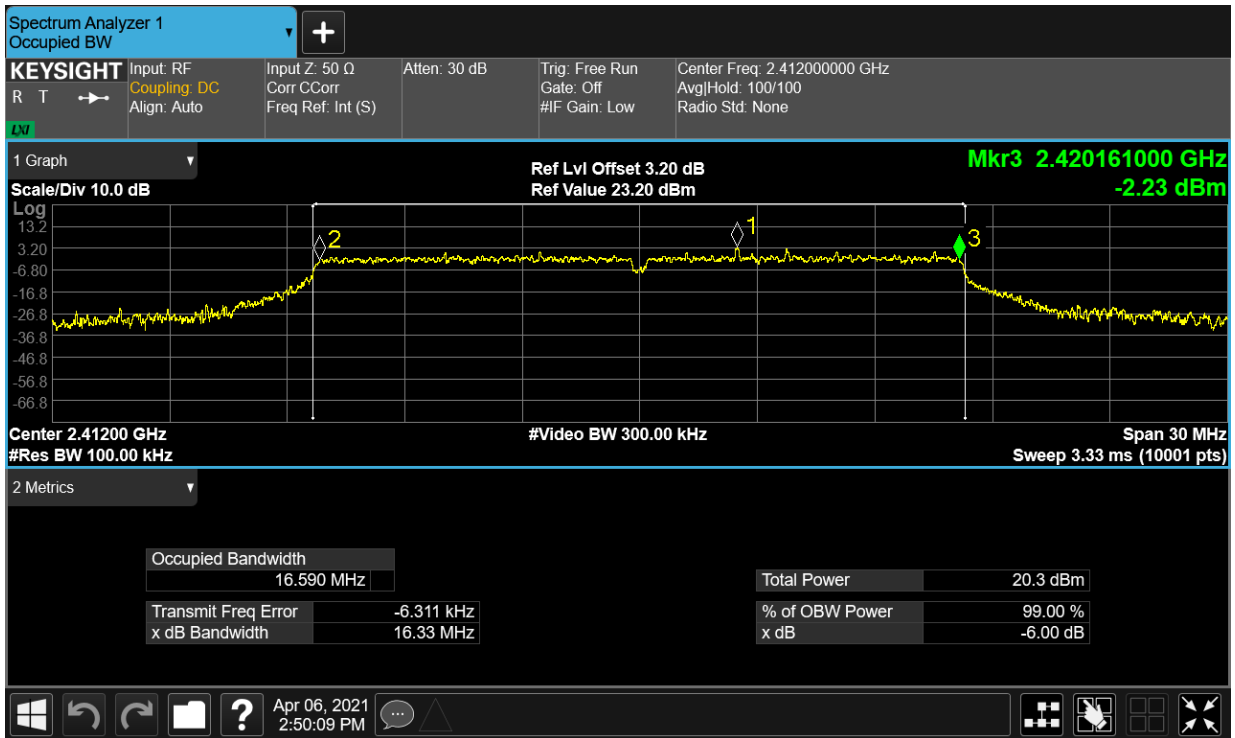 Spectrum Analyzer 1
Occupied BW
KEYSIGHT
R T
LXI
Input: RF
Coupling: DC
Align: Auto
Input Z: 50 Ω
Corr CCorr
Freq Ref: Int (S)
Atten: 30 dB
Trig: Free Run
Gate: Off
#IF Gain: Low
Center Freq: 2.412000000 GHz
Avg|Hold: 100/100
Radio Std: None
1 Graph
Scale/Div 10.0 dB
Ref Lvl Offset 3.20 dB
Ref Value 23.20 dBm
Mkr3 2.420161000 GHz
-2.23 dBm
Log
13.2
3.20
-6.80
-16.8
-26.8
-36.8
-46.8
-56.8
-66.8
2
1
3
Center 2.41200 GHz
#Res BW 100.00 kHz
#Video BW 300.00 kHz
Span 30 MHz
Sweep 3.33 ms (10001 pts)
2 Metrics
Occupied Bandwidth
16.590 MHz
Transmit Freq Error -6.311 kHz
x dB Bandwidth 16.33 MHz
Total Power 20.3 dBm
% of OBW Power 99.00 %
x dB -6.00 dB
?
Apr 06, 2021
2:50:09 PM